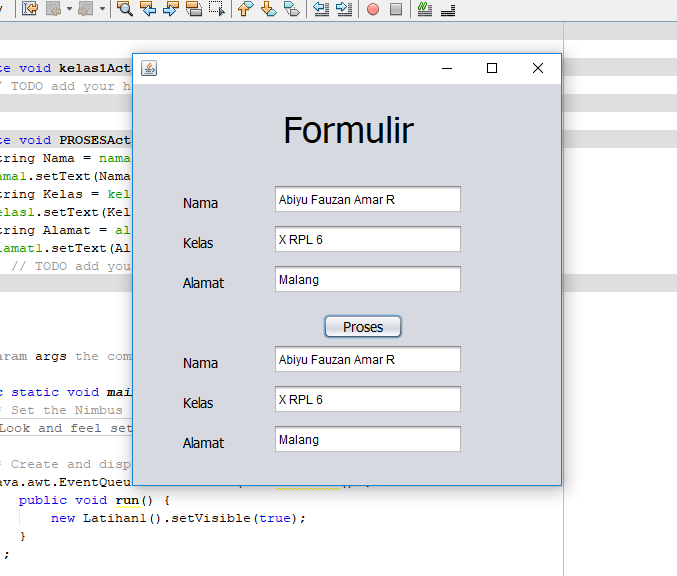 te void kelas1Act
/ TODO add your h
te void PROSESAct
tring Nama = nama
ama1.setText(Nama
tring Kelas = kel
elas1.setText(Kel
tring Alamat = al
lamat1.setText(Al
// TODO add you
aram args the com
c static void mai
* Set the Nimbus
Look and feel set
* Create and disp
ava.awt.EventQueu
public void run() {
new Latihan1().setVisible(true);
}
;
Formulir
Nama Abiyu Fauzan Amar R
Kelas X RPL 6
Alamat Malang
Proses
Nama Abiyu Fauzan Amar R
Kelas X RPL 6
Alamat Malang